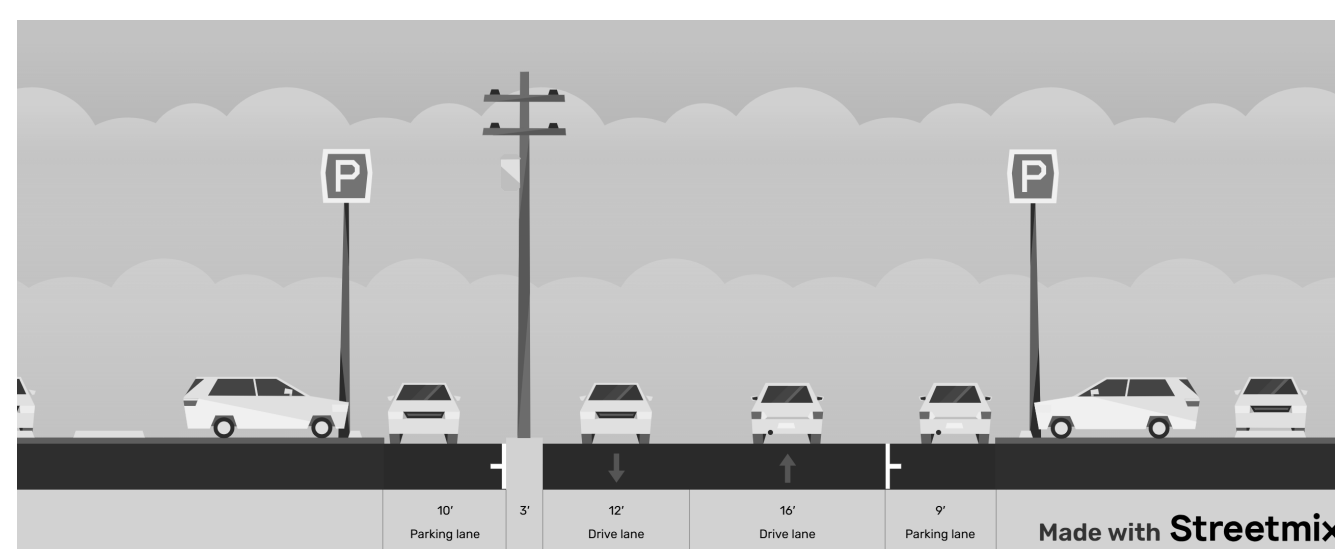 P
P
10′
3′
12′
16′
9′
Parking lane
Drive lane
Drive lane
Parking lane
Made with Streetmix